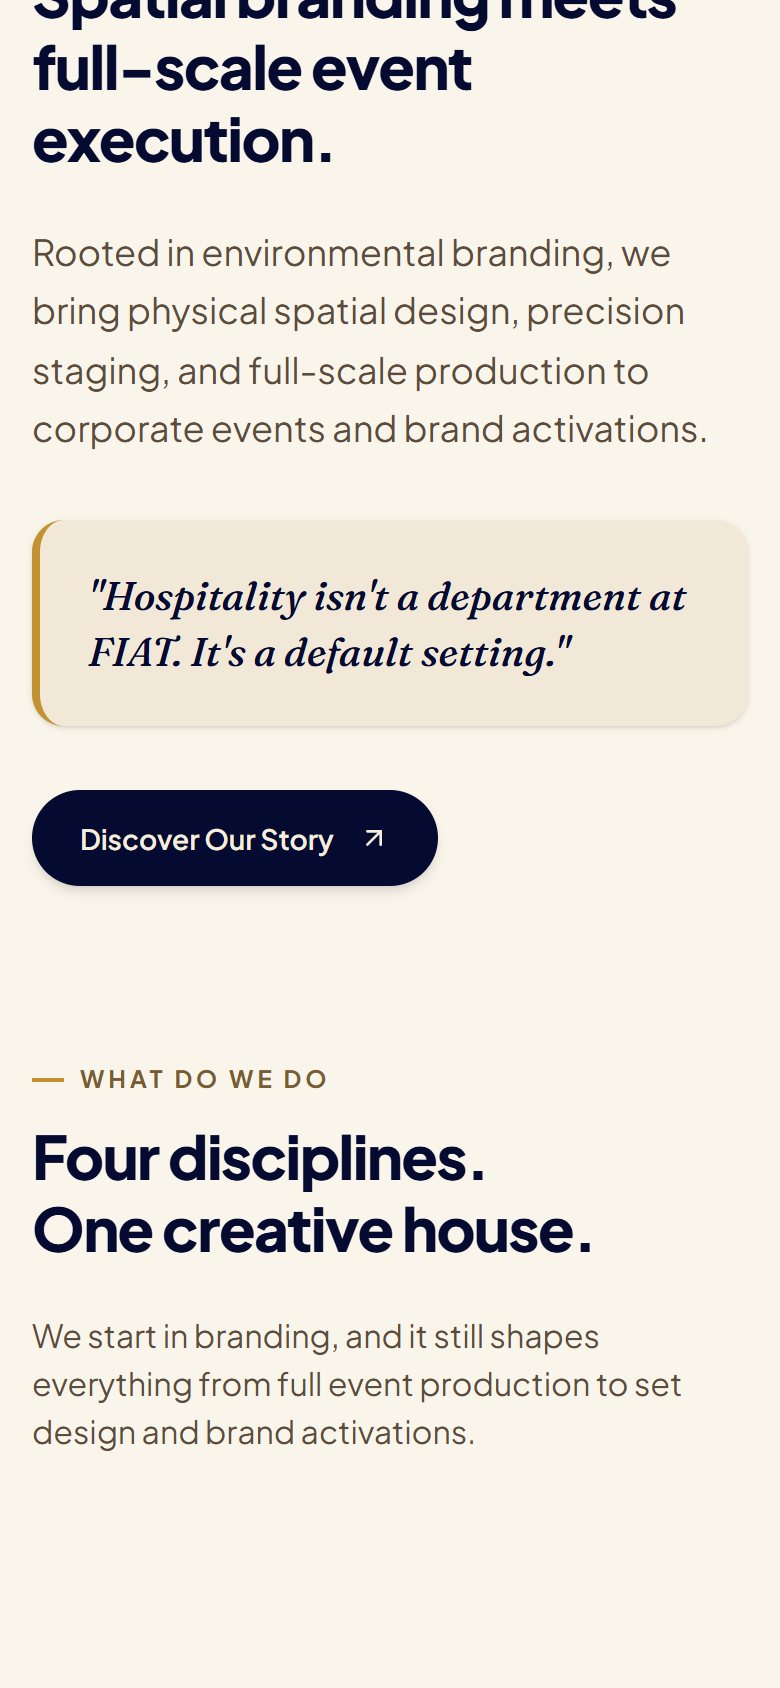 Spatial branding meets
full-scale event
execution.
Rooted in environmental branding, we
bring physical spatial design, precision
staging, and full-scale production to
corporate events and brand activations.
"Hospitality isn't a department at
FIAT. It's a default setting."
Discover Our Story
WHAT DO WE DO
Four disciplines.
One creative house.
We start in branding, and it still shapes
everything from full event production to set
design and brand activations.